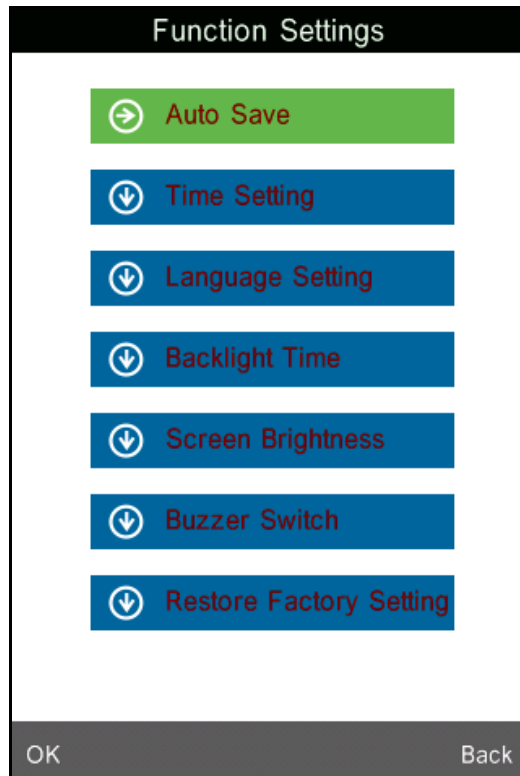 Function Settings
Auto Save
Time Setting
Language Setting
Backlight Time
Screen Brightness
Buzzer Switch
Restore Factory Setting
OK Back